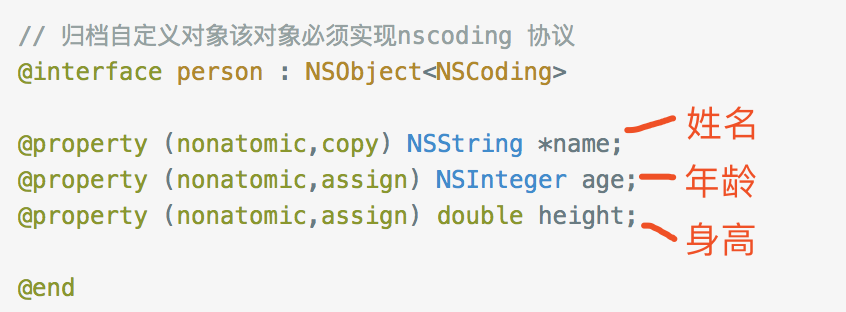 // 归档自定义对象该对象必须实现nscoding 协议
@interface person : NSObject<NSCoding>
@property (nonatomic,copy) NSString *name;
姓名
@property (nonatomic,assign) NSInteger age;
年龄
@property (nonatomic,assign) double height;
身高
@end